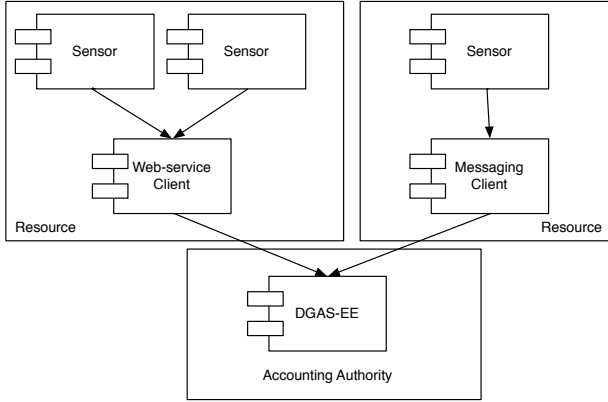 Sensor
Sensor
Sensor
Web-service
Client
Messaging
Client
Resource
Resource
DGAS-EE
Accounting Authority